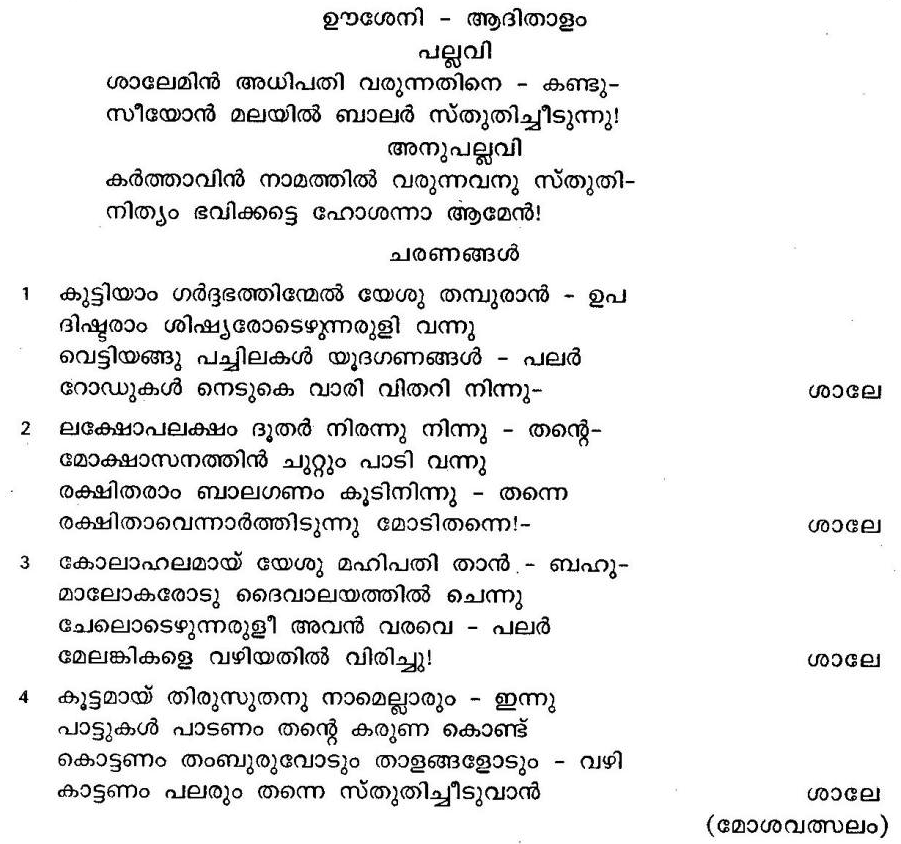 ഊശേനി - ആദിതാളം
പല്ലവി
ശാലേമിൻ അധിപതി വരുന്നതിനെ - കണ്ടു-
സീയോൻ മലയിൽ ബാലർ സ്തുതിച്ചീടുന്നു!
അനുപല്ലവി
കർത്താവിൻ നാമത്തിൽ വരുന്നവനു സ്തുതി-
നിത്യം ഭവിക്കട്ടെ ഹോശന്നാ ആമേൻ!
ചരണങ്ങൾ
1 കുട്ടിയാം ഗർദ്ദഭത്തിന്മേൽ യേശു തമ്പുരാൻ - ഉപ
ദിഷ്ടരാം ശിഷ്യരോടെഴുന്നരുളി വന്നു
വെട്ടിയങ്ങു പച്ചിലകൾ യൂദഗണങ്ങൾ - പലർ
റോഡുകൾ നെടുകെ വാരി വിതറി നിന്നു- ശാലേ
2 ലക്ഷോപലക്ഷം ദൂതർ നിരന്നു നിന്നു - തന്റെ-
മോക്ഷാസനത്തിൻ ചുറ്റും പാടി വന്നു
രക്ഷിതരാം ബാലഗണം കൂടിനിന്നു - തന്നെ
രക്ഷിതാവെന്നാർത്തിടുന്നു മോടിതന്നെ!- ശാലേ
3 കോലാഹലമായ് യേശു മഹിപതി താൻ - ബഹു-
മാലോകരോടു ദൈവാലയത്തിൽ ചെന്നു
ചേലൊടെഴുന്നരുളീ അവൻ വരവെ - പലർ
മേലങ്കികളെ വഴിയതിൽ വിരിച്ചു! ശാലേ
4 കൂട്ടമായ് തിരുസുതനു നാമെല്ലാരും - ഇന്നു
പാട്ടുകൾ പാടണം തന്റെ കരുണ കൊണ്ട്
കൊട്ടണം തംബുരുവോടും താളങ്ങളോടും - വഴി
കാട്ടണം പലരും തന്നെ സ്തുതിച്ചീടുവാൻ ശാലേ
(മോശവത്സലം)